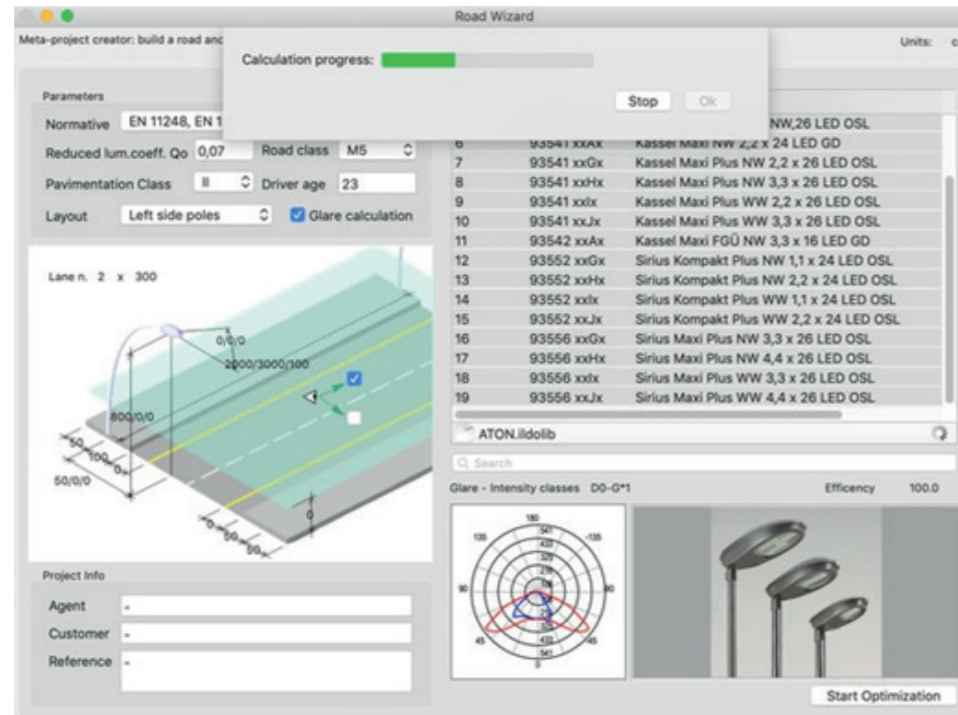 Road Wizard
Meta-project creator: build a road and
Units:
Calculation progress:
Stop
Ok
Parameters
Normative EN 11248, EN 1
Reduced lum.coeff. Qo 0,07 Road class M5
Pavimentation Class II Driver age 23
Layout Left side poles Glare calculation
NW,26 LED OSL
6 93541 xxAx Kassel Maxi NW 2,2 x 24 LED GD
7 93541 xxGx Kassel Maxi Plus NW 2,2 x 26 LED OSL
8 93541 xxHx Kassel Maxi Plus NW 3,3 x 26 LED OSL
9 93541 xxIx Kassel Maxi Plus WW 2,2 x 26 LED OSL
10 93541 xxJx Kassel Maxi Plus WW 3,3 x 26 LED OSL
11 93542 xxAx Kassel Maxi FGÜ NW 3,3 x 16 LED GD
12 93552 xxGx Sirius Kompakt Plus NW 1,1 x 24 LED OSL
13 93552 xxHx Sirius Kompakt Plus NW 2,2 x 24 LED OSL
14 93552 xxIx Sirius Kompakt Plus WW 1,1 x 24 LED OSL
15 93552 xxJx Sirius Kompakt Plus WW 2,2 x 24 LED OSL
16 93556 xxGx Sirius Maxi Plus NW 3,3 x 26 LED OSL
17 93556 xxHx Sirius Maxi Plus NW 4,4 x 26 LED OSL
18 93556 xxIx Sirius Maxi Plus WW 3,3 x 26 LED OSL
19 93556 xxJx Sirius Maxi Plus WW 4,4 x 26 LED OSL
ATON.ildolib
Search
Lane n. 2 x 300
0/0/0
2000/3000/100
800/0/0
50
100
0
50/0/0
0
0
50
50
Glare - Intensity classes D0-G*1
Efficency 100.0
180
135 541 -135
433
325
90 90
45 433 -45
541
0
Project Info
Agent -
Customer -
Reference -
Start Optimization